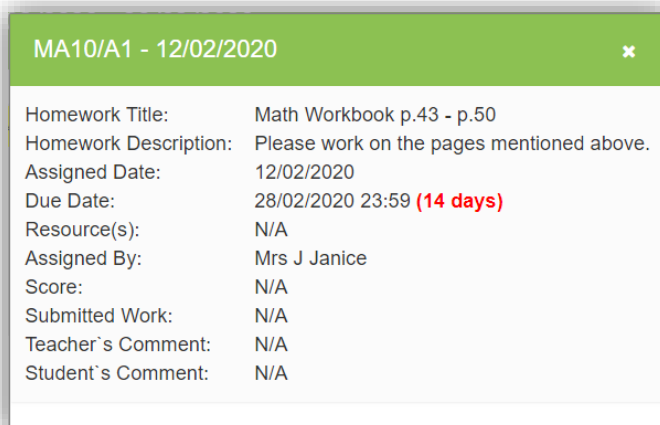 MA10/A1 - 12/02/2020 ×
Homework Title: Math Workbook p.43 - p.50
Homework Description: Please work on the pages mentioned above.
Assigned Date: 12/02/2020
Due Date: 28/02/2020 23:59 (14 days)
Resource(s): N/A
Assigned By: Mrs J Janice
Score: N/A
Submitted Work: N/A
Teacher`s Comment: N/A
Student`s Comment: N/A